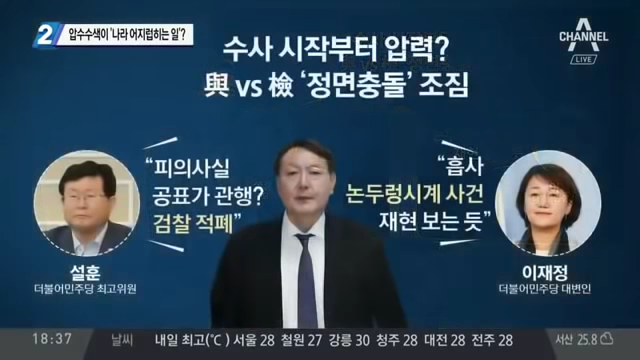 2 압수수색이 '나라 어지럽히는 일'?
CHANNEL A
LIVE
수사 시작부터 압력?
與 vs 檢 '정면충돌' 조짐
"피의사실
공표가 관행?
검찰 적폐"
"흡사
논두렁시계 사건
재현 보는 듯"
설훈
더불어민주당 최고위원
이재정
더불어민주당 대변인
18:37 날씨 내일 최고(℃) 서울 28 철원 27 강릉 30 청주 28 대전 28 전주 28 서산 25.8